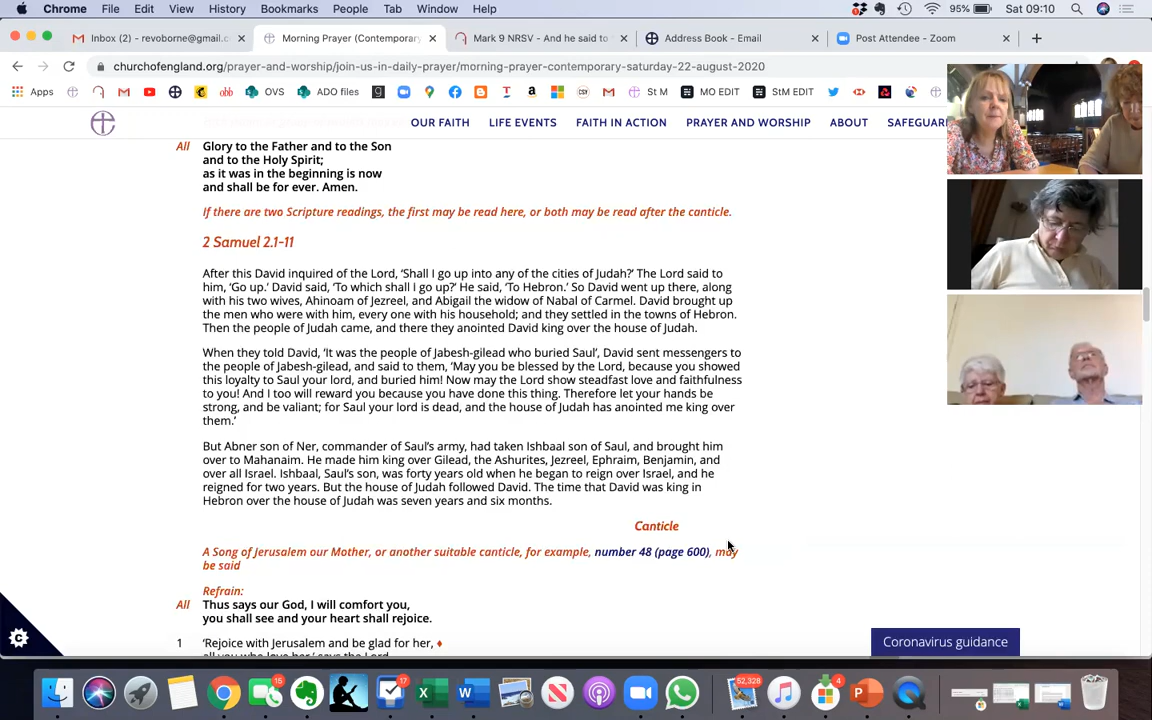 Chrome File Edit View History Bookmarks People Tab Window Help 95% Sat 09:10
Inbox (2) - revoborne@gmail.c Morning Prayer (Contemporary Mark 9 NRSV - And he said to Address Book - Email Post Attendee - Zoom
churchofengland.org/prayer-and-worship/join-us-in-daily-prayer/morning-prayer-contemporary-saturday-22-august-2020
Apps OVS ADO files St M MO EDIT StM EDIT
OUR FAITH LIFE EVENTS FAITH IN ACTION PRAYER AND WORSHIP ABOUT SAFEGUAR
All Glory to the Father and to the Son
and to the Holy Spirit;
as it was in the beginning is now
and shall be for ever. Amen.
If there are two Scripture readings, the first may be read here, or both may be read after the canticle.
2 Samuel 2.1-11
After this David inquired of the Lord, ‘Shall I go up into any of the cities of Judah?’ The Lord said to
him, ‘Go up.’ David said, ‘To which shall I go up?’ He said, ‘To Hebron.’ So David went up there, along
with his two wives, Ahinoam of Jezreel, and Abigail the widow of Nabal of Carmel. David brought up
the men who were with him, every one with his household; and they settled in the towns of Hebron.
Then the people of Judah came, and there they anointed David king over the house of Judah.
When they told David, ‘It was the people of Jabesh-gilead who buried Saul’, David sent messengers to
the people of Jabesh-gilead, and said to them, ‘May you be blessed by the Lord, because you showed
this loyalty to Saul your lord, and buried him! Now may the Lord show steadfast love and faithfulness
to you! And I too will reward you because you have done this thing. Therefore let your hands be
strong, and be valiant; for Saul your lord is dead, and the house of Judah has anointed me king over
them.’
But Abner son of Ner, commander of Saul’s army, had taken Ishbaal son of Saul, and brought him
over to Mahanaim. He made him king over Gilead, the Ashurites, Jezreel, Ephraim, Benjamin, and
over all Israel. Ishbaal, Saul’s son, was forty years old when he began to reign over Israel, and he
reigned for two years. But the house of Judah followed David. The time that David was king in
Hebron over the house of Judah was seven years and six months.
Canticle
A Song of Jerusalem our Mother, or another suitable canticle, for example, number 48 (page 600), may
be said
Refrain:
All Thus says our God, I will comfort you,
you shall see and your heart shall rejoice.
Coronavirus guidance
1 ‘Rejoice with Jerusalem and be glad for her, ♦
all you who love her,’ says the Lord
15 17 52,328 4